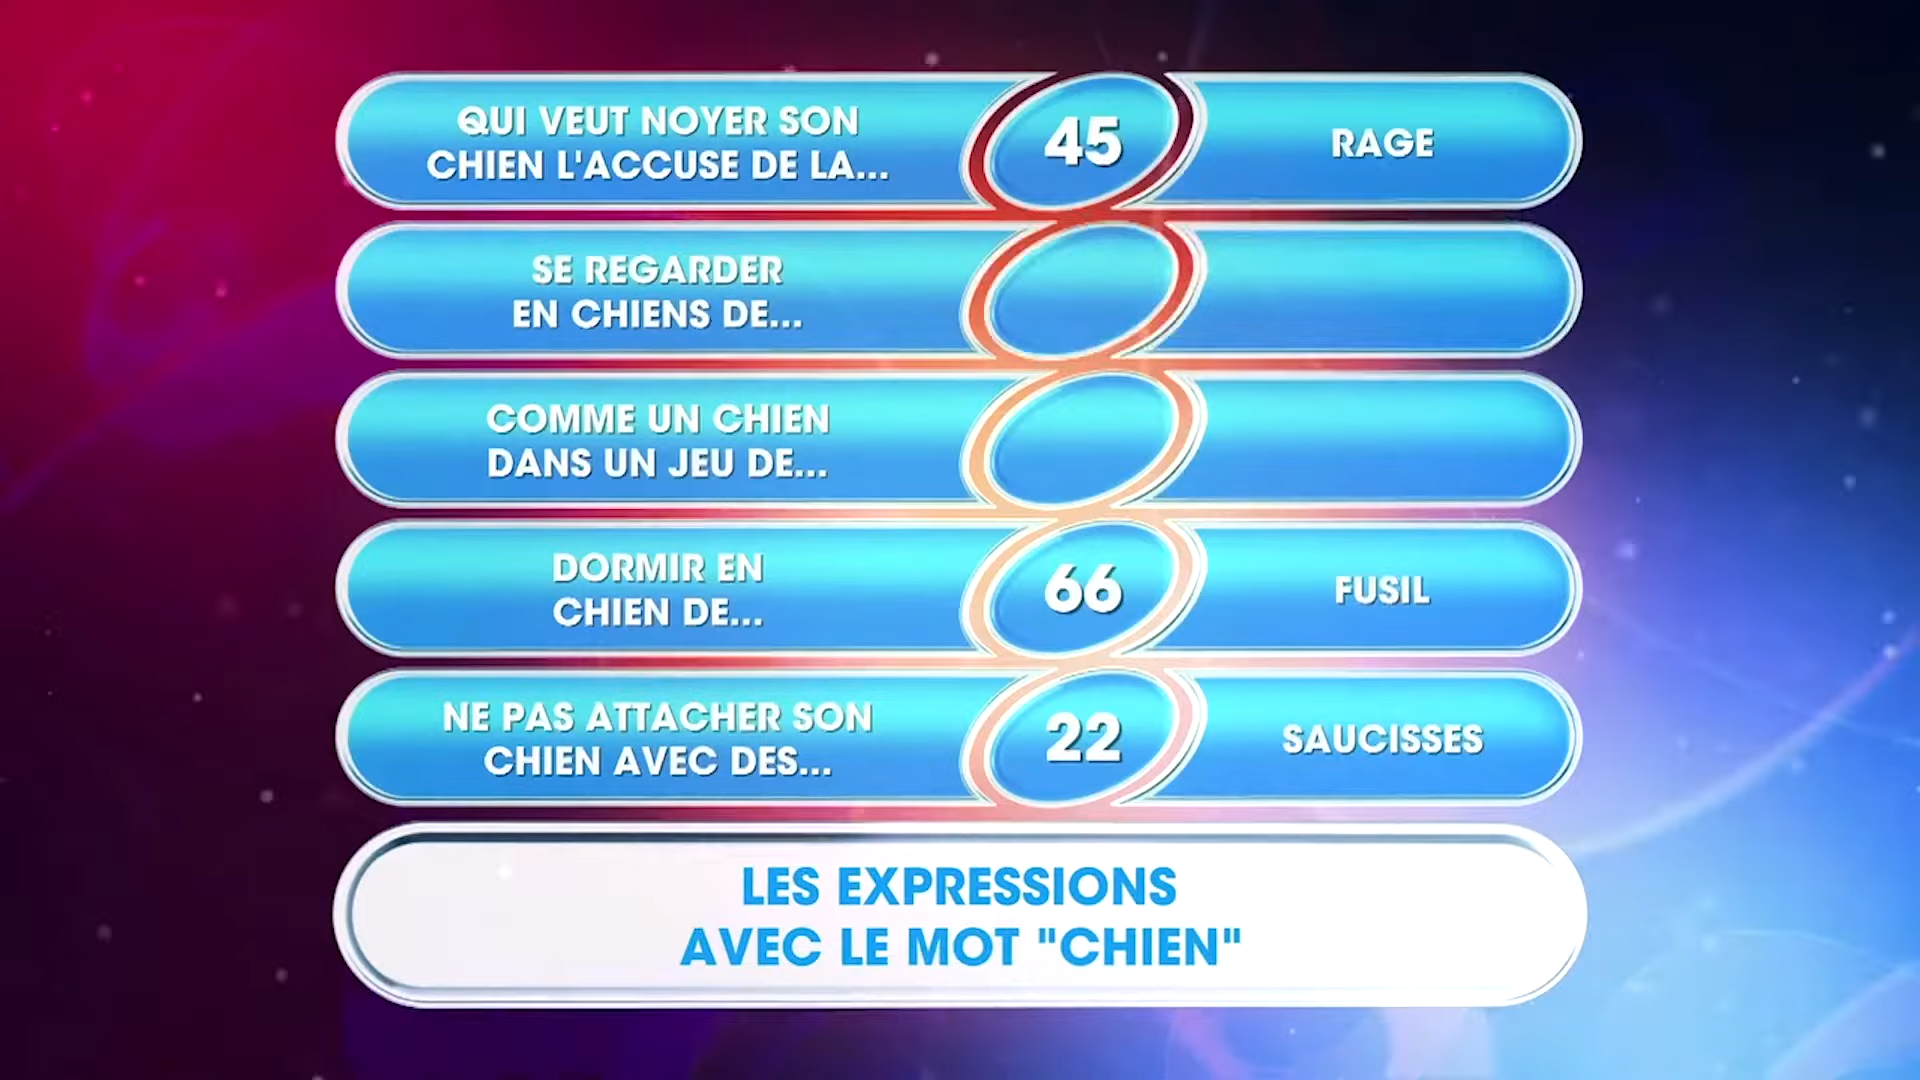 QUI VEUT NOYER SON
CHIEN L'ACCUSE DE LA...
45
RAGE
SE REGARDER
EN CHIENS DE...
COMME UN CHIEN
DANS UN JEU DE...
DORMIR EN
CHIEN DE...
66
FUSIL
NE PAS ATTACHER SON
CHIEN AVEC DES...
22
SAUCISSES
LES EXPRESSIONS
AVEC LE MOT "CHIEN"